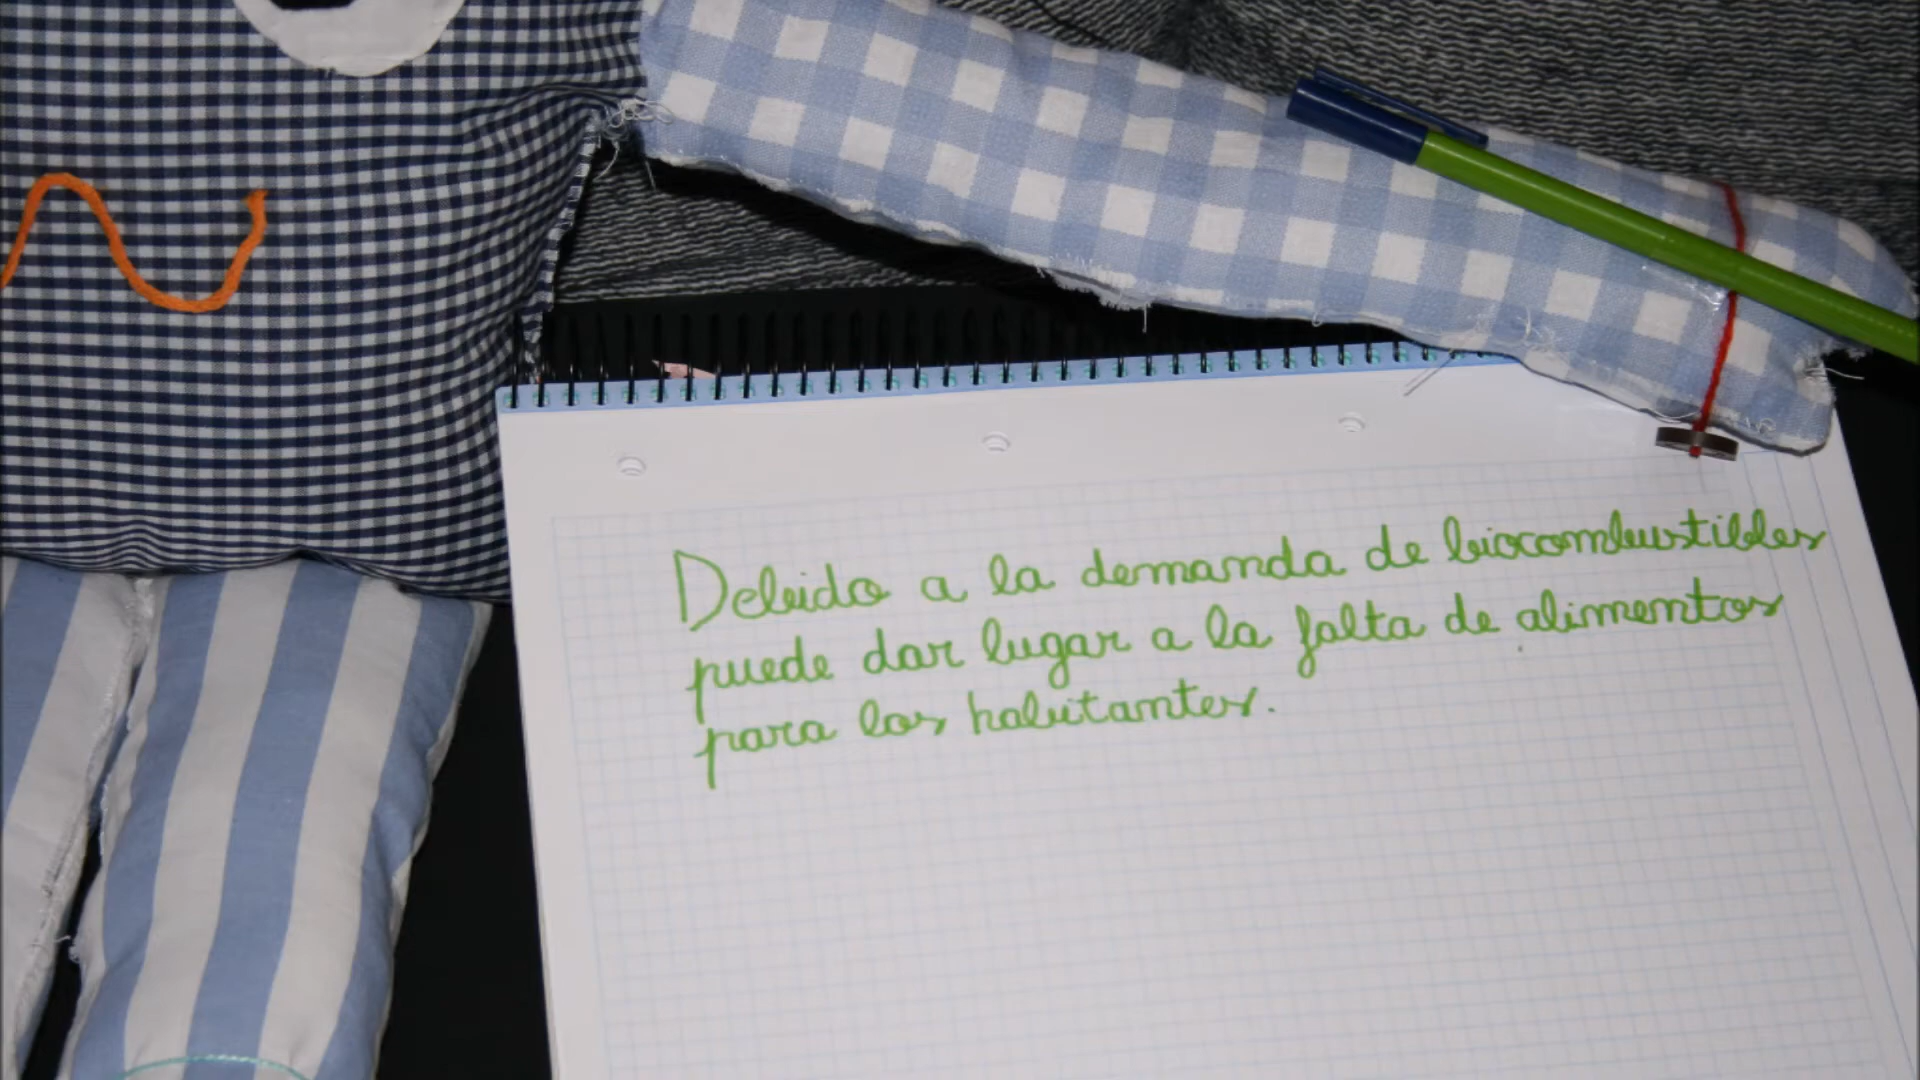 Debido a la demanda de biocombustibles
puede dar lugar a la falta de alimentos
para los habitantes.